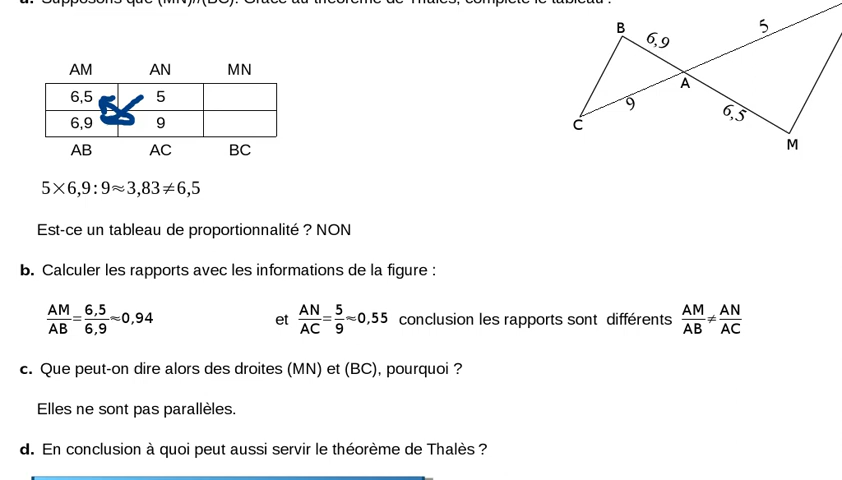 a. Supposons que (MN)//(BC). Grâce au théorème de Thalès, complète le tableau :
AM AN MN
6,5 5
6,9 9
AB AC BC
B
6,9
5
A
9
6,5
C
M
5×6,9:9≈3,83≠6,5
Est-ce un tableau de proportionnalité ? NON
b. Calculer les rapports avec les informations de la figure :
AM/AB=6,5/6,9≈0,94 et AN/AC=5/9≈0,55 conclusion les rapports sont différents AM/AB≠AN/AC
c. Que peut-on dire alors des droites (MN) et (BC), pourquoi ?
Elles ne sont pas parallèles.
d. En conclusion à quoi peut aussi servir le théorème de Thalès ?